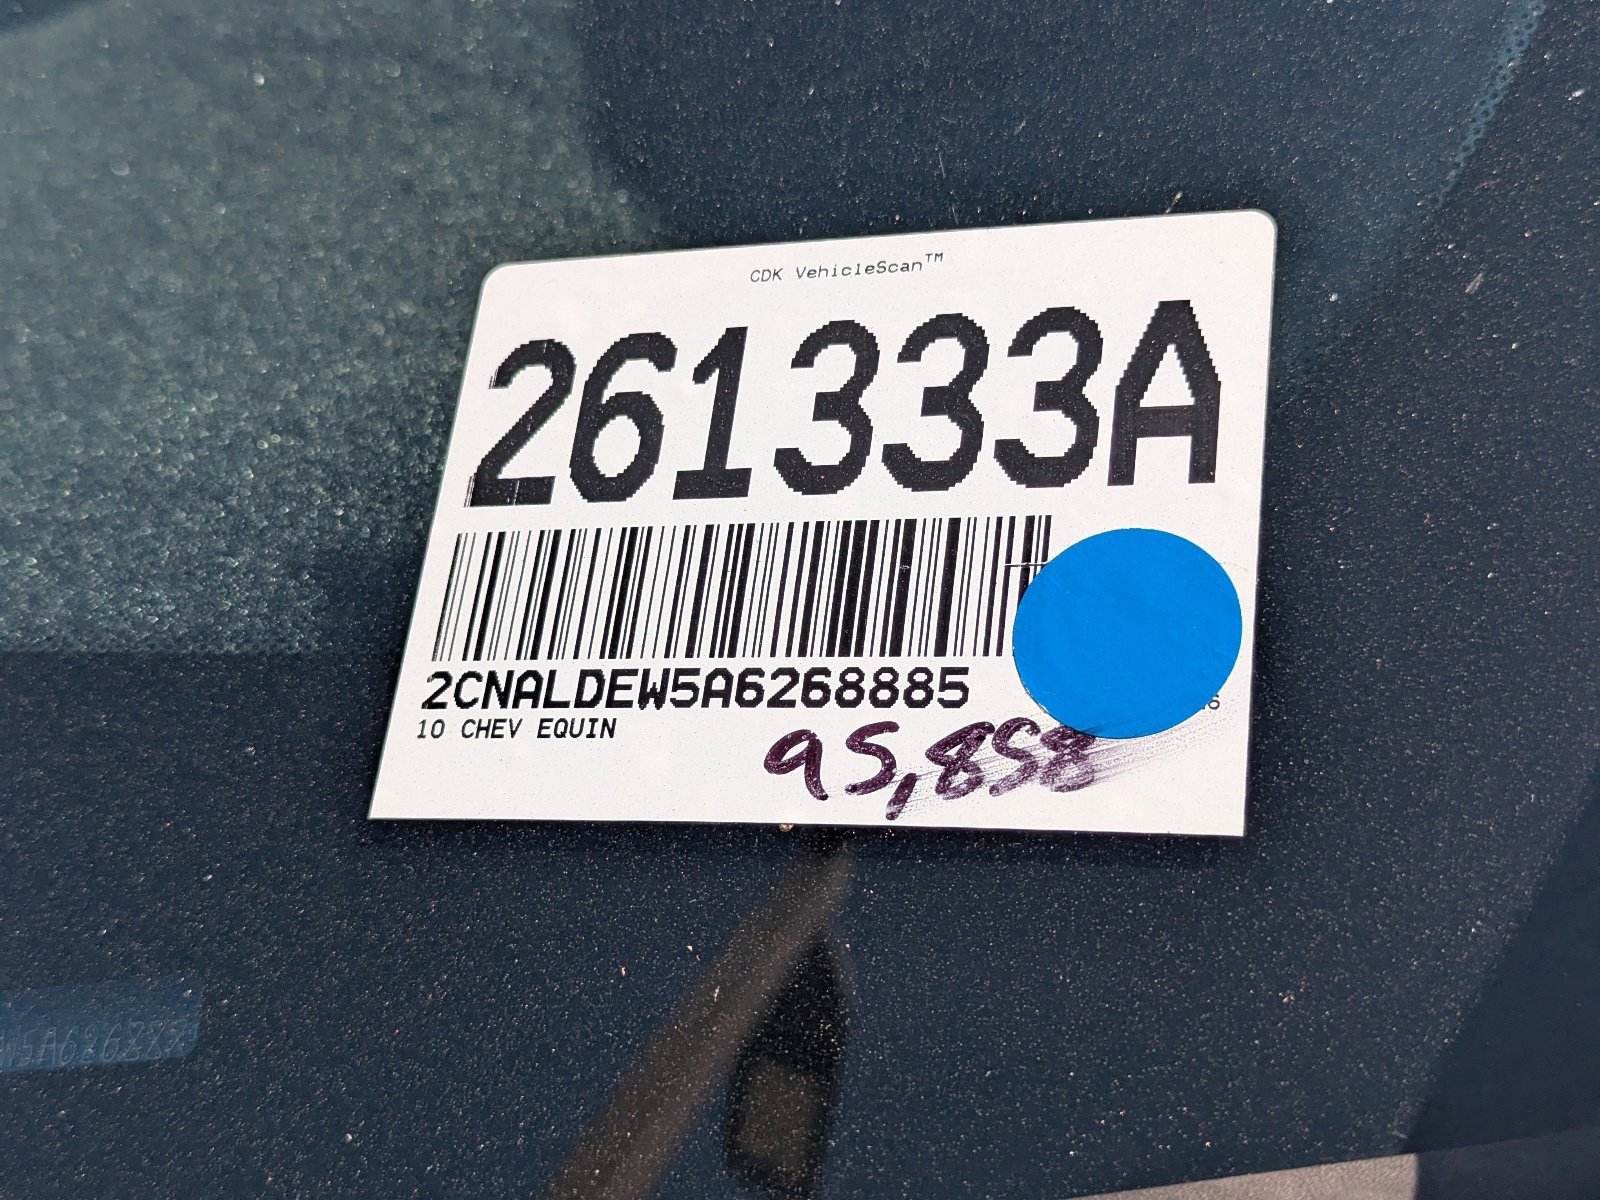 CDK VehicleScan™
261333A
2CNALDEW5A6268885
10 CHEV EQUIN
95,858